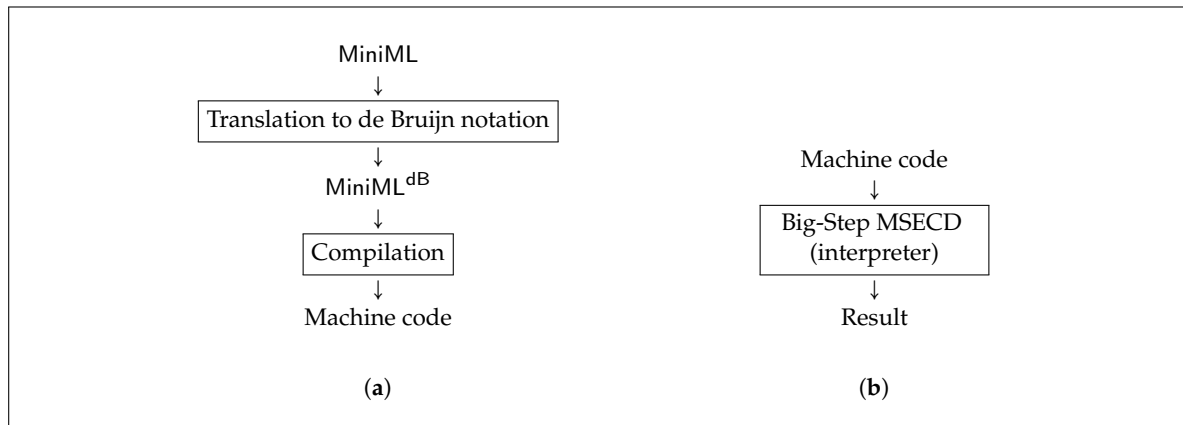 MiniML
↓
Translation to de Bruijn notation
↓
MiniML^dB
↓
Compilation
↓
Machine code
(a)
Machine code
↓
Big-Step MSECD
(interpreter)
↓
Result
(b)